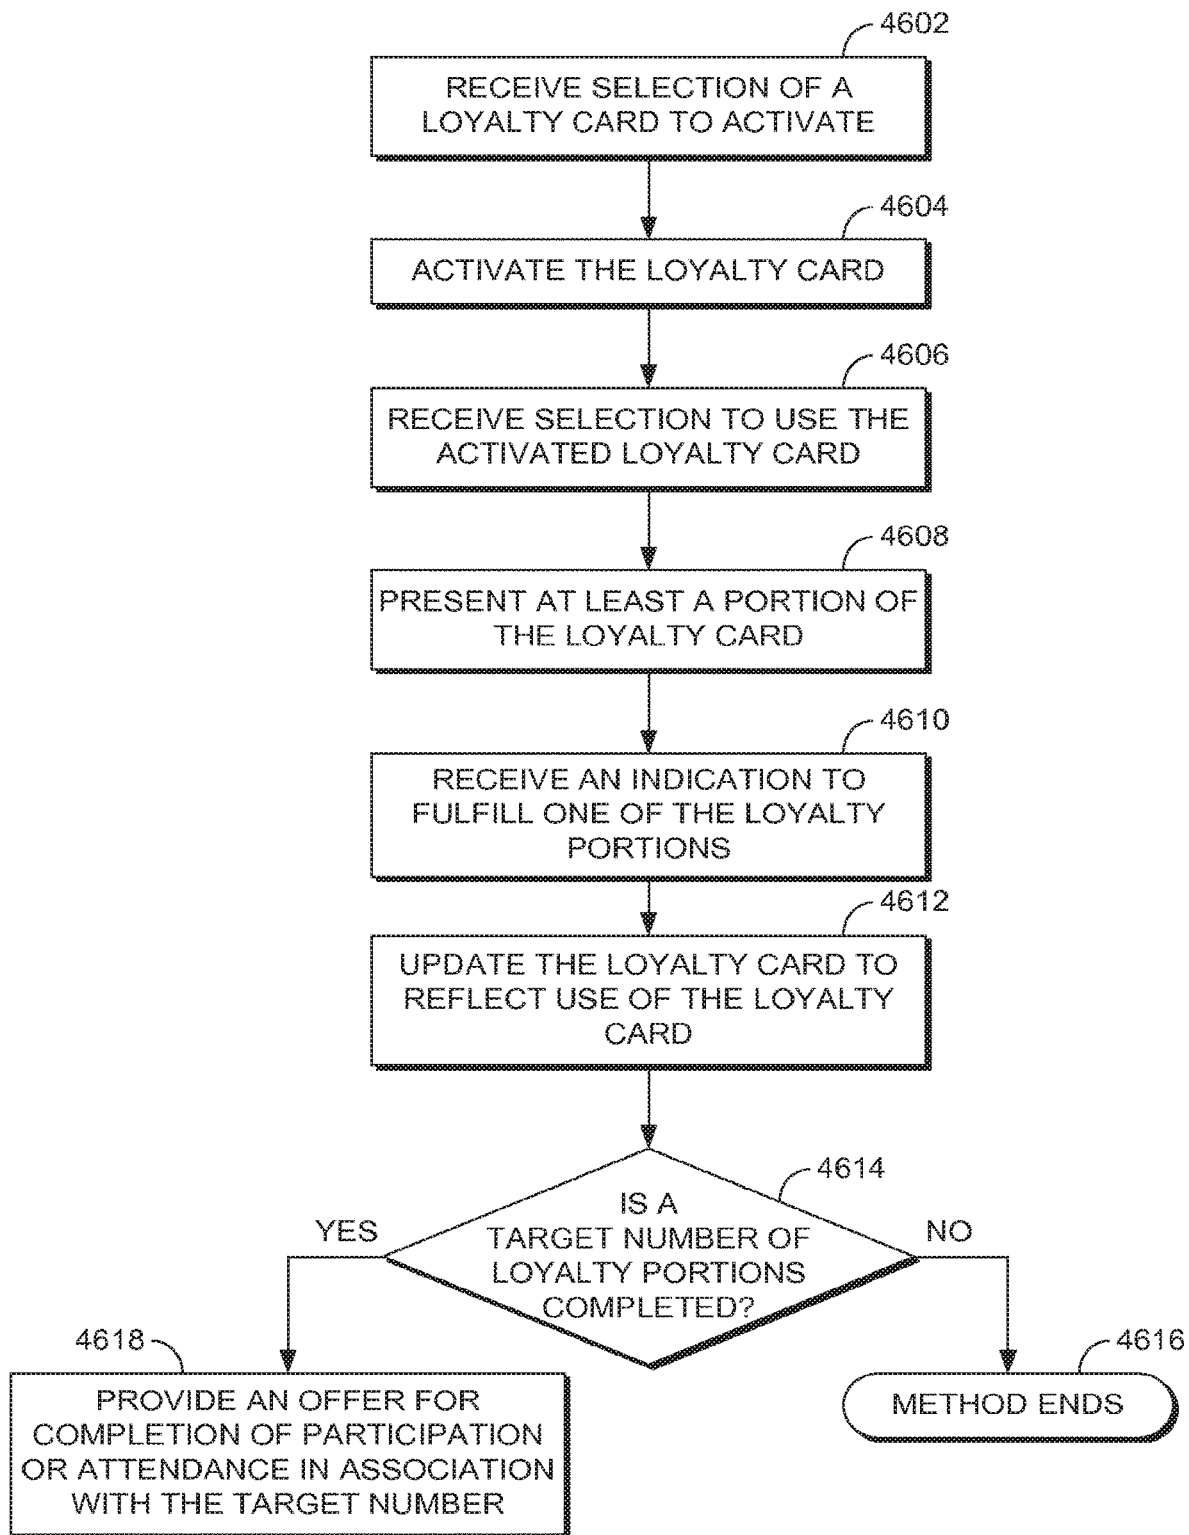 4602
RECEIVE SELECTION OF A
LOYALTY CARD TO ACTIVATE
4604
ACTIVATE THE LOYALTY CARD
4606
RECEIVE SELECTION TO USE THE
ACTIVATED LOYALTY CARD
4608
PRESENT AT LEAST A PORTION OF
THE LOYALTY CARD
4610
RECEIVE AN INDICATION TO
FULFILL ONE OF THE LOYALTY
PORTIONS
4612
UPDATE THE LOYALTY CARD TO
REFLECT USE OF THE LOYALTY
CARD
4614
IS A
TARGET NUMBER OF
LOYALTY PORTIONS
COMPLETED?
YES
NO
4618
PROVIDE AN OFFER FOR
COMPLETION OF PARTICIPATION
OR ATTENDANCE IN ASSOCIATION
WITH THE TARGET NUMBER
4616
METHOD ENDS